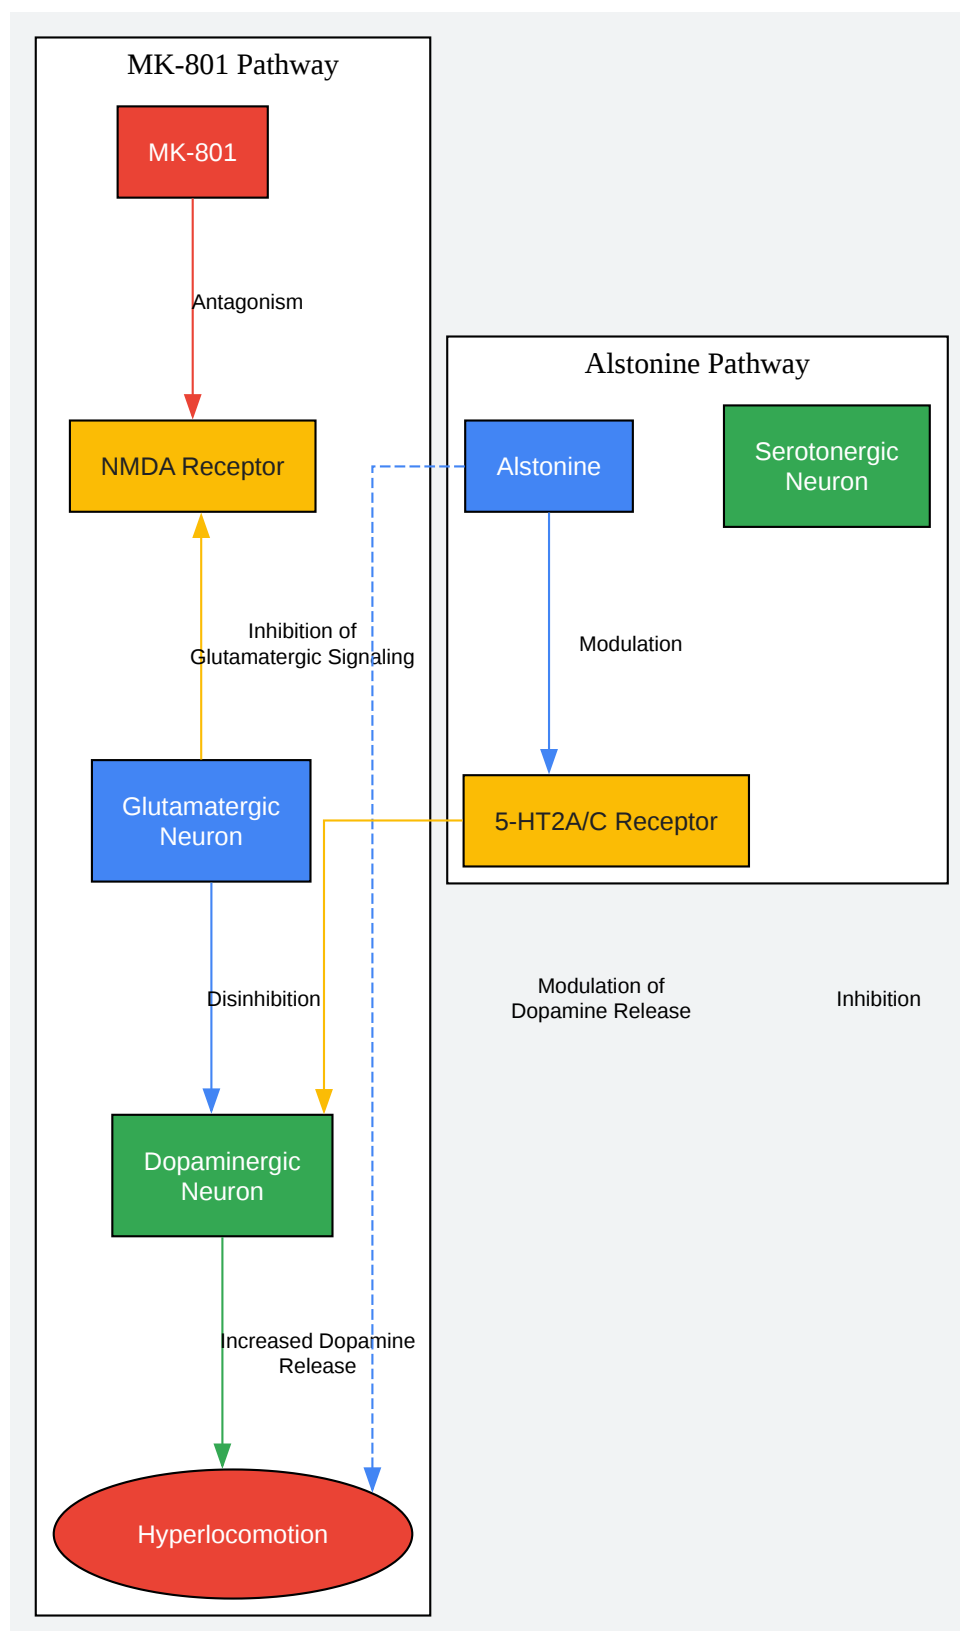 MK-801 Pathway
MK-801
Antagonism
NMDA Receptor
Inhibition of
Glutamatergic Signaling
Glutamatergic
Neuron
Disinhibition
Dopaminergic
Neuron
Increased Dopamine
Release
Hyperlocomotion
Alstonine Pathway
Alstonine
Serotonergic
Neuron
Modulation
5-HT2A/C Receptor
Modulation of
Dopamine Release
Inhibition